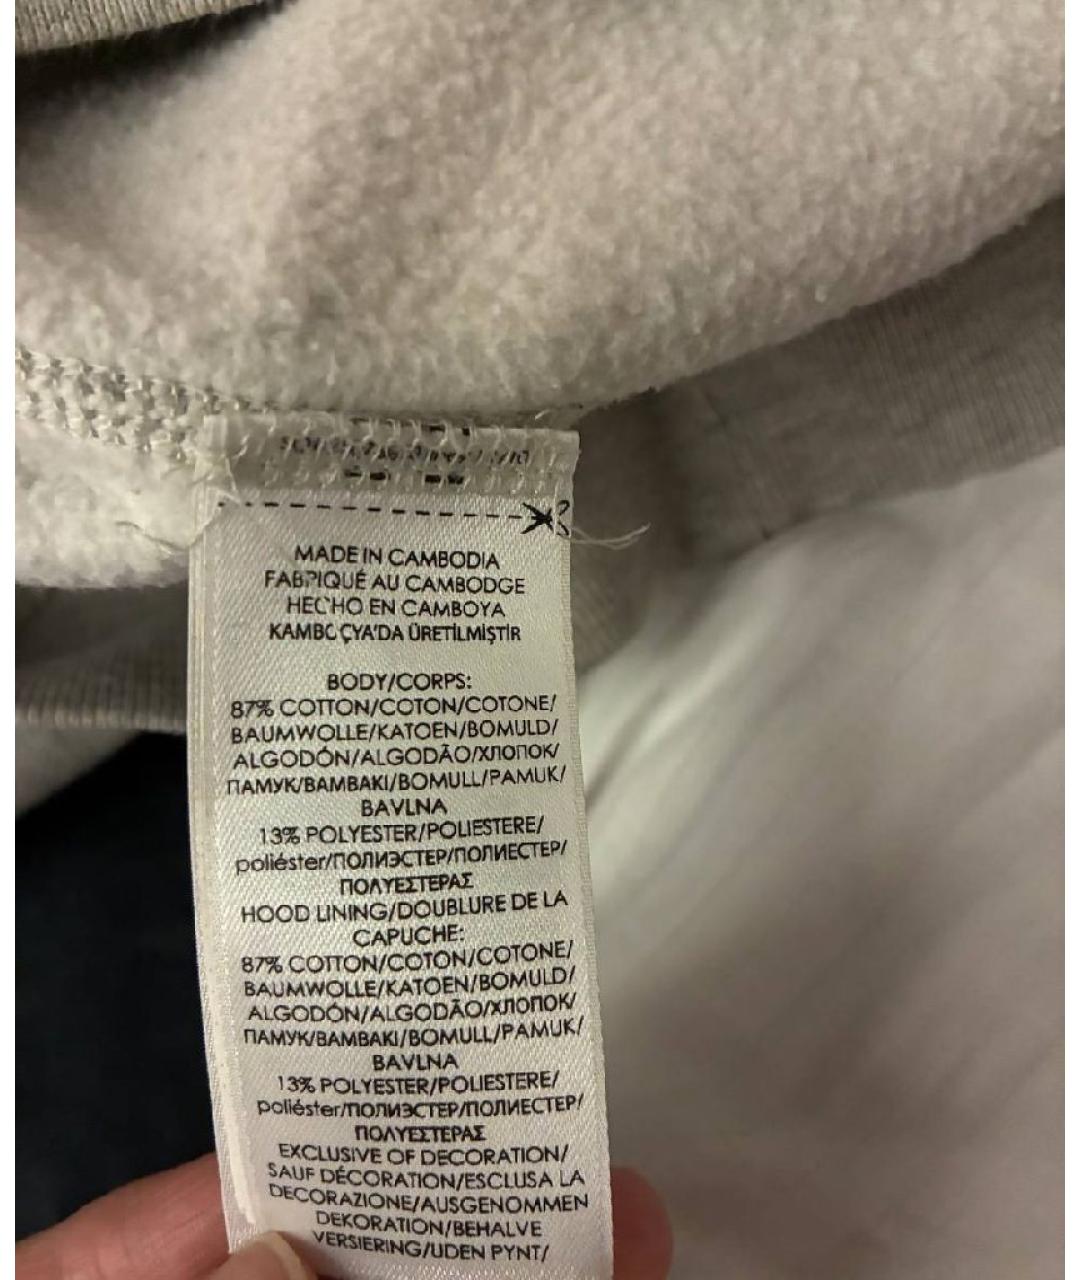 MADE IN CAMBODIA
FABRIQUÉ AU CAMBODGE
HECHO EN CAMBOYA
KAMBOÇYA'DA ÜRETİLMİŞTİR
BODY/CORPS:
87% COTTON/COTON/COTONE/
BAUMWOLLE/KATOEN/BOMULD/
ALGODÓN/ALGODÃO/ХЛОПОК/
ПАМУК/ΒΑΜΒΑΚΙ/BOMULL/PAMUK/
BAVLNA
13% POLYESTER/POLIESTERE/
poliéster/ПОЛИЭСТЕР/ПОЛИЕСТЕР/
ΠΟΛΥΕΣΤΕΡΑΣ
HOOD LINING/DOUBLURE DE LA
CAPUCHE:
87% COTTON/COTON/COTONE/
BAUMWOLLE/KATOEN/BOMULD/
ALGODÓN/ALGODÃO/ХЛОПОК/
ПАМУК/ΒΑΜΒΑΚΙ/BOMULL/PAMUK/
BAVLNA
13% POLYESTER/POLIESTERE/
poliéster/ПОЛИЭСТЕР/ПОЛИЕСТЕР/
ΠΟΛΥΕΣΤΕΡΑΣ
EXCLUSIVE OF DECORATION/
SAUF DÉCORATION/ESCLUSA LA
DECORAZIONE/AUSGENOMMEN
DEKORATION/BEHALVE
VERSIERING/UDEN PYNT/